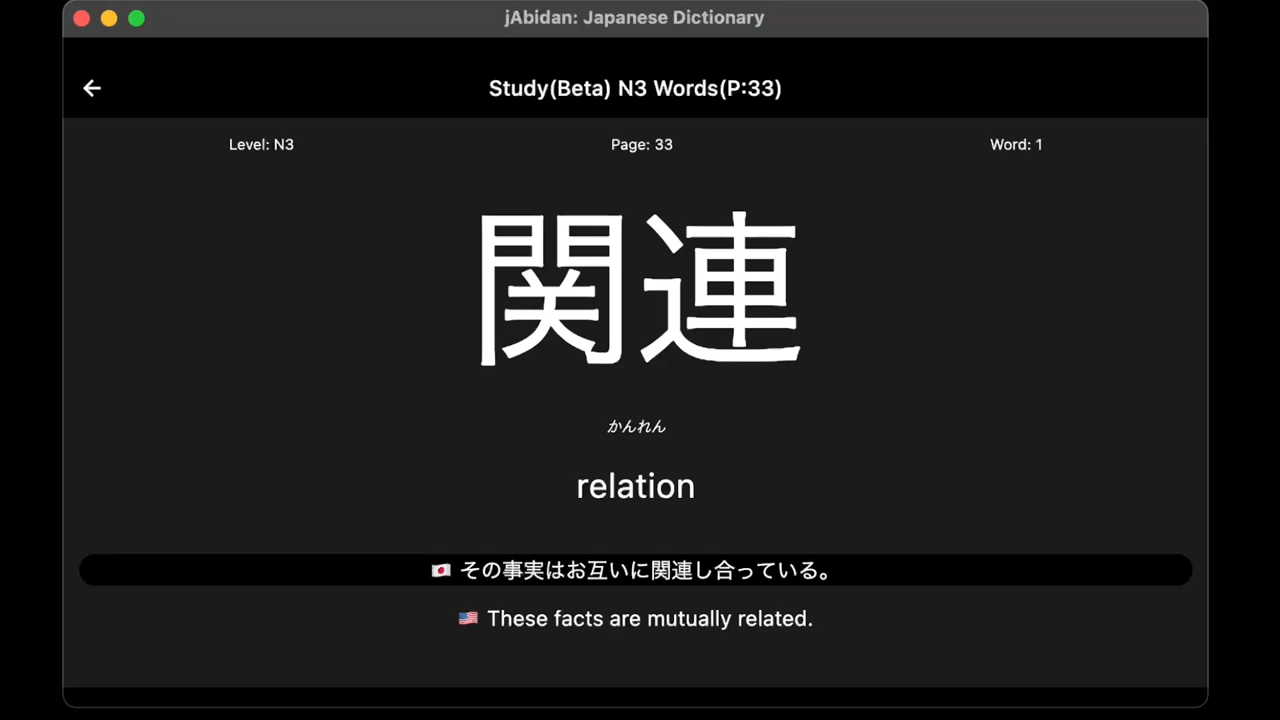 jAbidan: Japanese Dictionary
Study(Beta) N3 Words(P:33)
Level: N3 Page: 33 Word: 1
関連
かんれん
relation
🇯🇵 その事実はお互いに関連し合っている。
🇺🇸 These facts are mutually related.